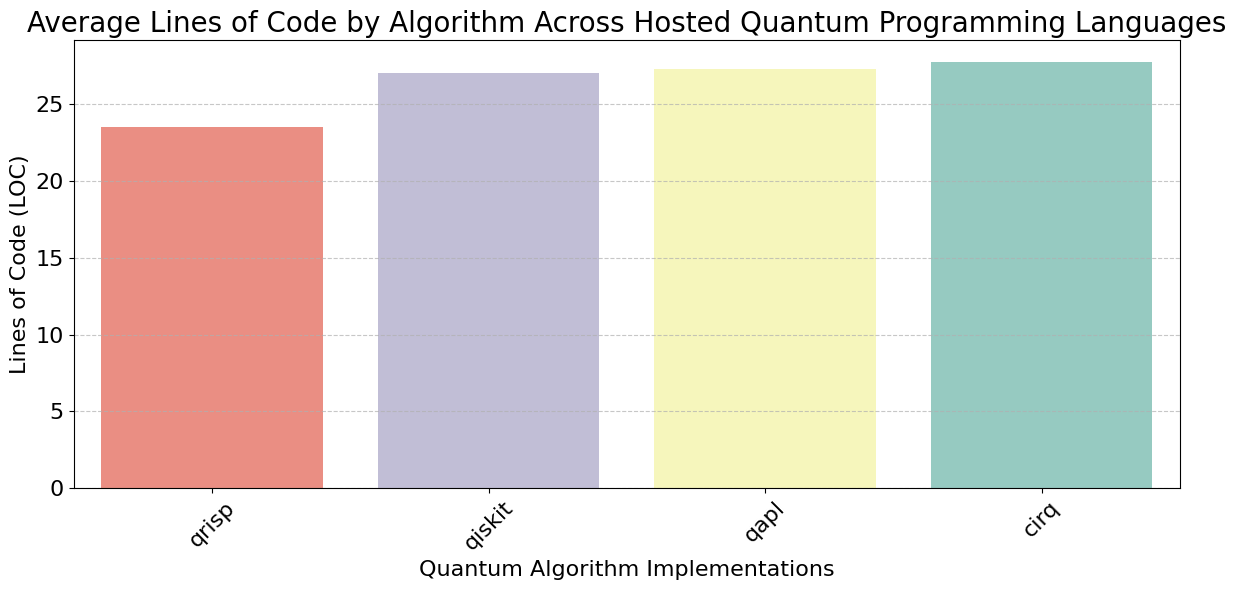 Average Lines of Code by Algorithm Across Hosted Quantum Programming Languages
Lines of Code (LOC)
25
20
15
10
5
0
qrisp
qiskit
qapl
cirq
Quantum Algorithm Implementations